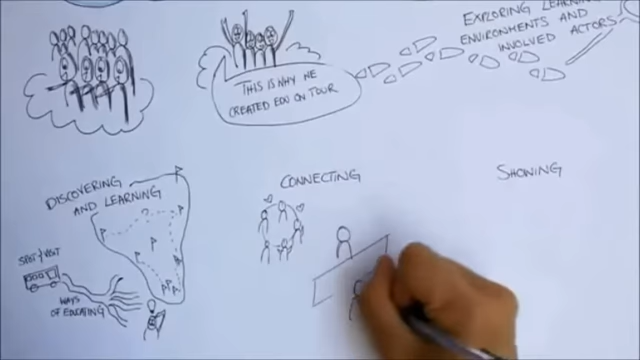 EXPLORING LEARNING
ENVIRONMENTS AND
INVOLVED ACTORS
THIS IS WHY WE
CREATED EDU ON TOUR
DISCOVERING
AND LEARNING
CONNECTING
SHOWING
SPOT/VISIT
WAYS
OF EDUCATING